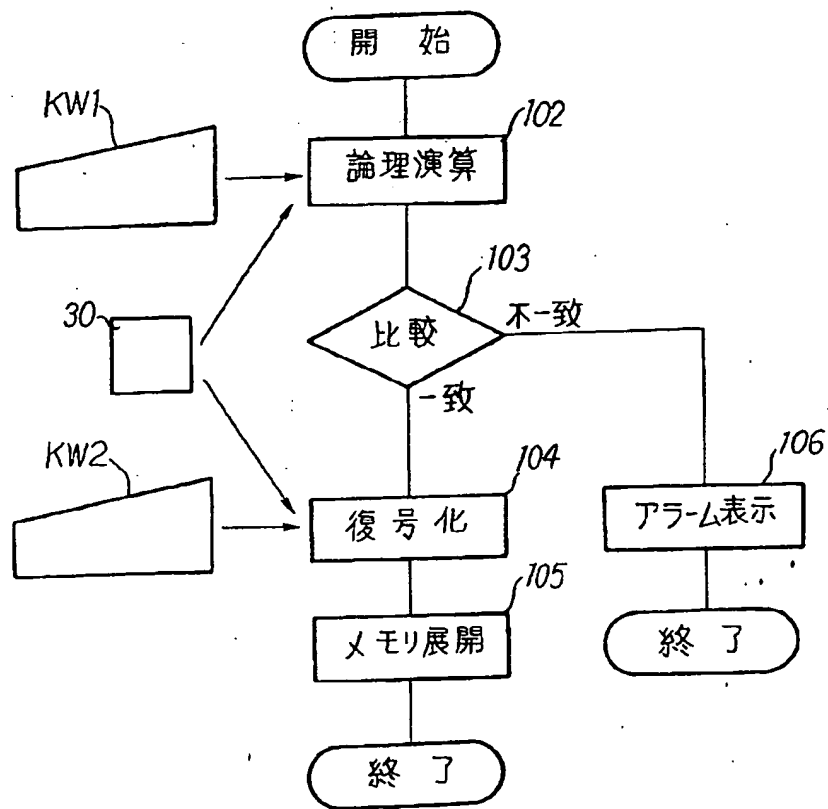 開始
KW1
102
論理演算
103
30
比較
不一致
一致
KW2
104
106
復号化
アラーム表示
105
メモリ展開
終了
終了